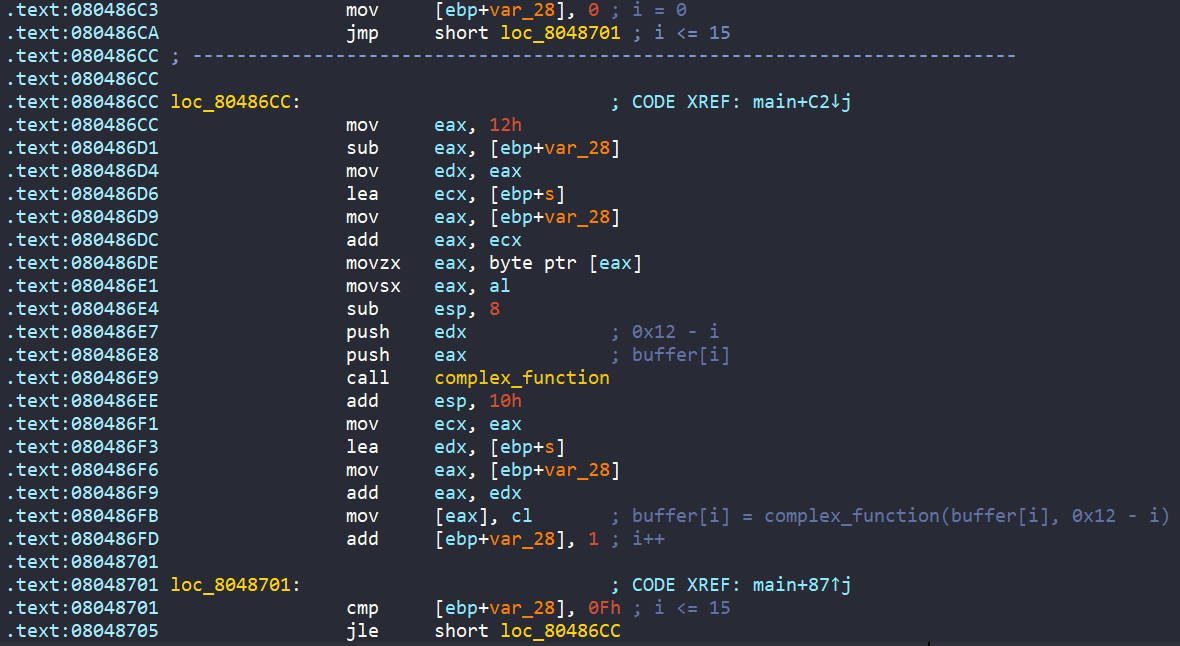 .text:080486C3 mov [ebp+var_28], 0 ; i = 0
.text:080486CA jmp short loc_8048701 ; i <= 15
.text:080486CC ; ---------------------------------------------------------------------------
.text:080486CC
.text:080486CC loc_80486CC: ; CODE XREF: main+C2↓j
.text:080486CC mov eax, 12h
.text:080486D1 sub eax, [ebp+var_28]
.text:080486D4 mov edx, eax
.text:080486D6 lea ecx, [ebp+s]
.text:080486D9 mov eax, [ebp+var_28]
.text:080486DC add eax, ecx
.text:080486DE movzx eax, byte ptr [eax]
.text:080486E1 movsx eax, al
.text:080486E4 sub esp, 8
.text:080486E7 push edx ; 0x12 - i
.text:080486E8 push eax ; buffer[i]
.text:080486E9 call complex_function
.text:080486EE add esp, 10h
.text:080486F1 mov ecx, eax
.text:080486F3 lea edx, [ebp+s]
.text:080486F6 mov eax, [ebp+var_28]
.text:080486F9 add eax, edx
.text:080486FB mov [eax], cl ; buffer[i] = complex_function(buffer[i], 0x12 - i)
.text:080486FD add [ebp+var_28], 1 ; i++
.text:08048701
.text:08048701 loc_8048701: ; CODE XREF: main+87↑j
.text:08048701 cmp [ebp+var_28], 0Fh ; i <= 15
.text:08048705 jle short loc_80486CC